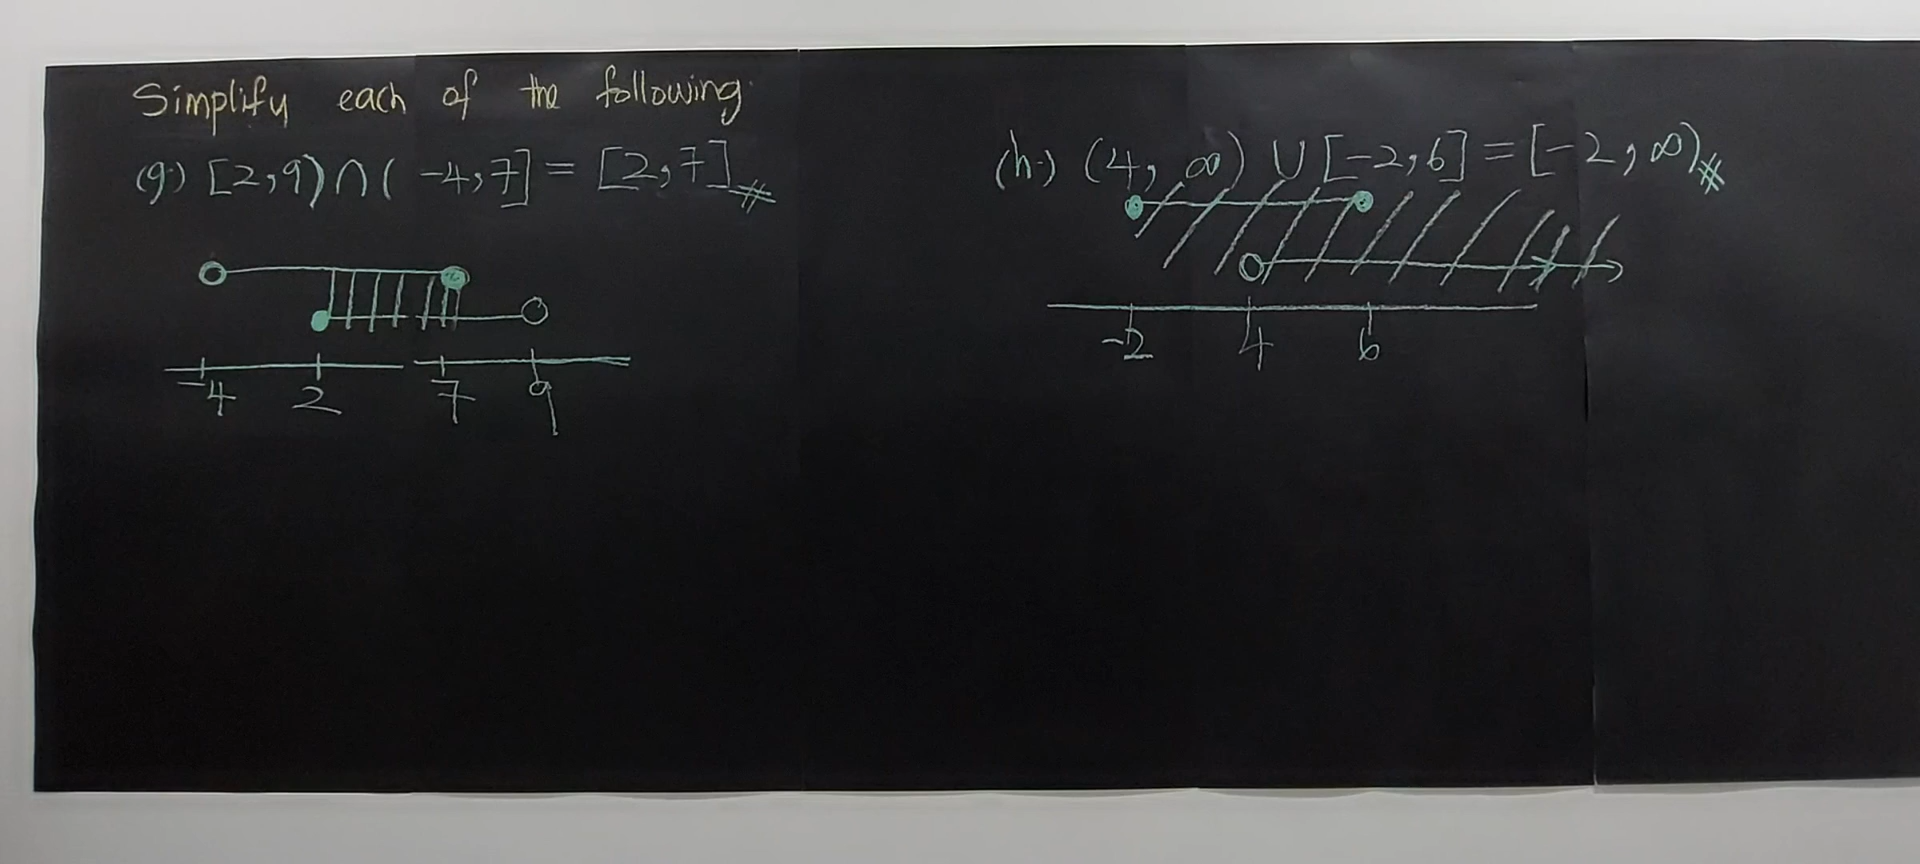 Simplify each of the following.
(g.) [2,9)∩( -4,7] = [2,7]#
-4 2 7 9
(h.) (4, ∞) ∪ [-2,6] = [-2, ∞)#
-2 4 6